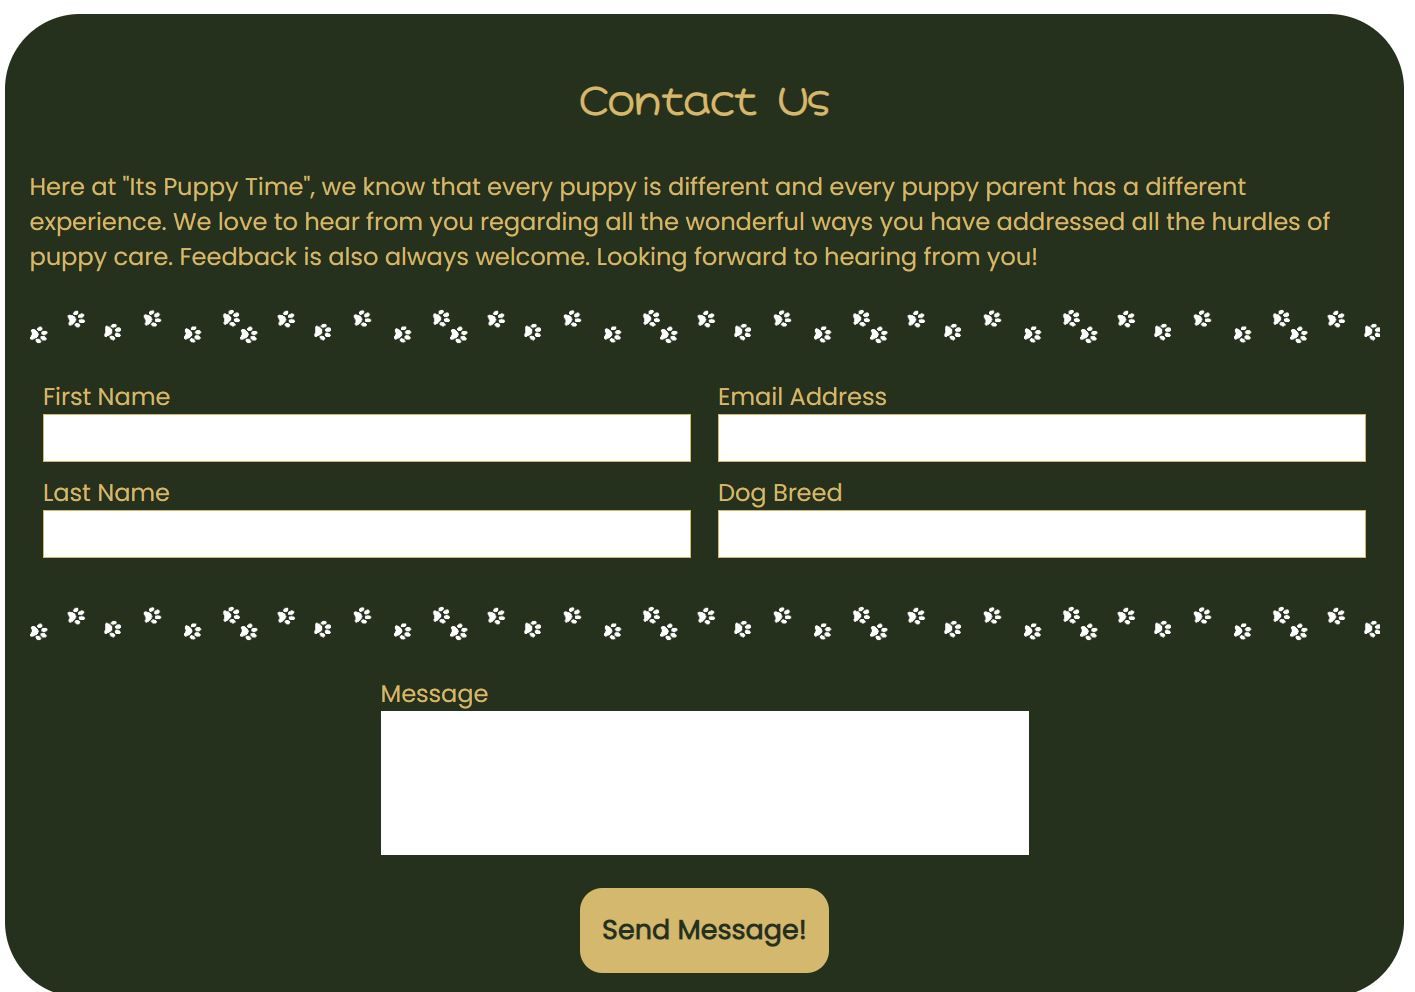 Contact Us
Here at "Its Puppy Time", we know that every puppy is different and every puppy parent has a different
experience. We love to hear from you regarding all the wonderful ways you have addressed all the hurdles of
puppy care. Feedback is also always welcome. Looking forward to hearing from you!
First Name
Email Address
Last Name
Dog Breed
Message
Send Message!